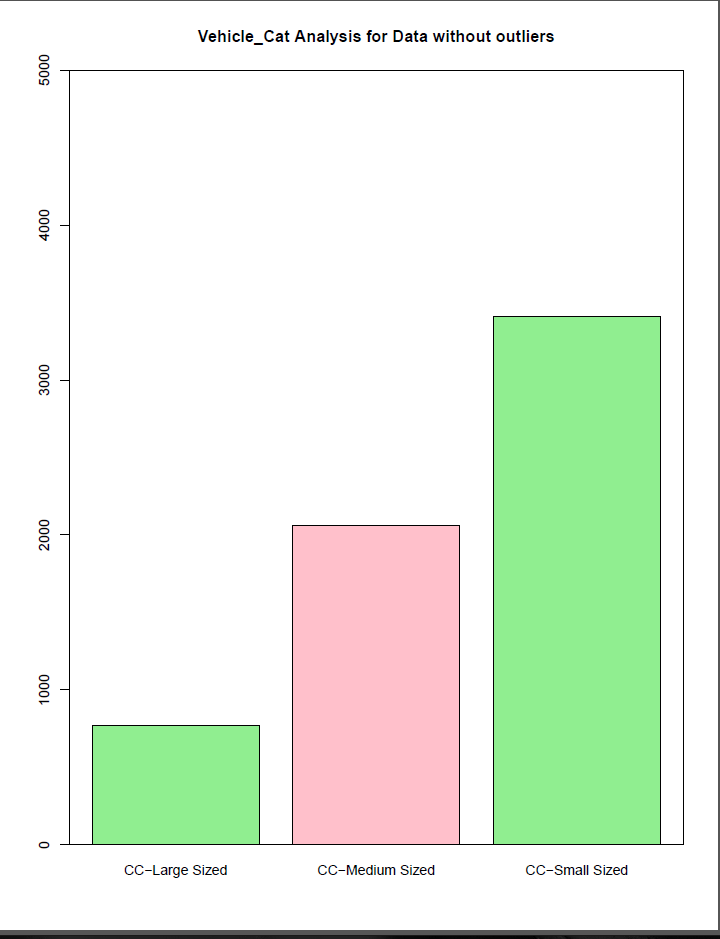 Vehicle_Cat Analysis for Data without outliers
5000
4000
3000
2000
1000
0
CC−Large Sized
CC−Medium Sized
CC−Small Sized